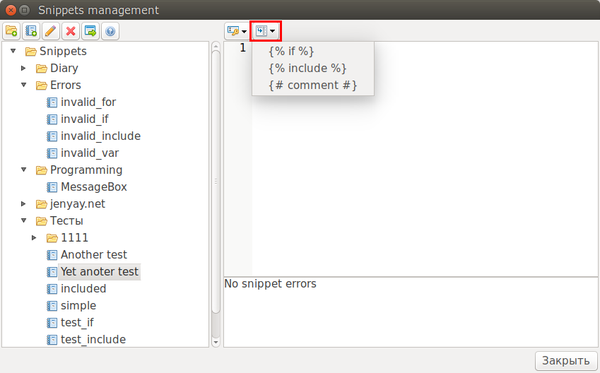 Snippets management
Snippets
Diary
Errors
invalid_for
invalid_if
invalid_include
invalid_var
Programming
MessageBox
jenyay.net
Тесты
1111
Another test
Yet anoter test
included
simple
test_if
test_include
1
{% if %}
{% include %}
{# comment #}
No snippet errors
Закрыть